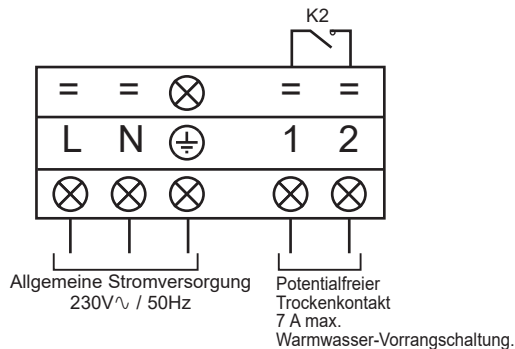 K2
= = = =
L N 1 2
Allgemeine Stromversorgung
230V∿ / 50Hz
Potentialfreier
Trockenkontakt
7 A max.
Warmwasser-Vorrangschaltung.